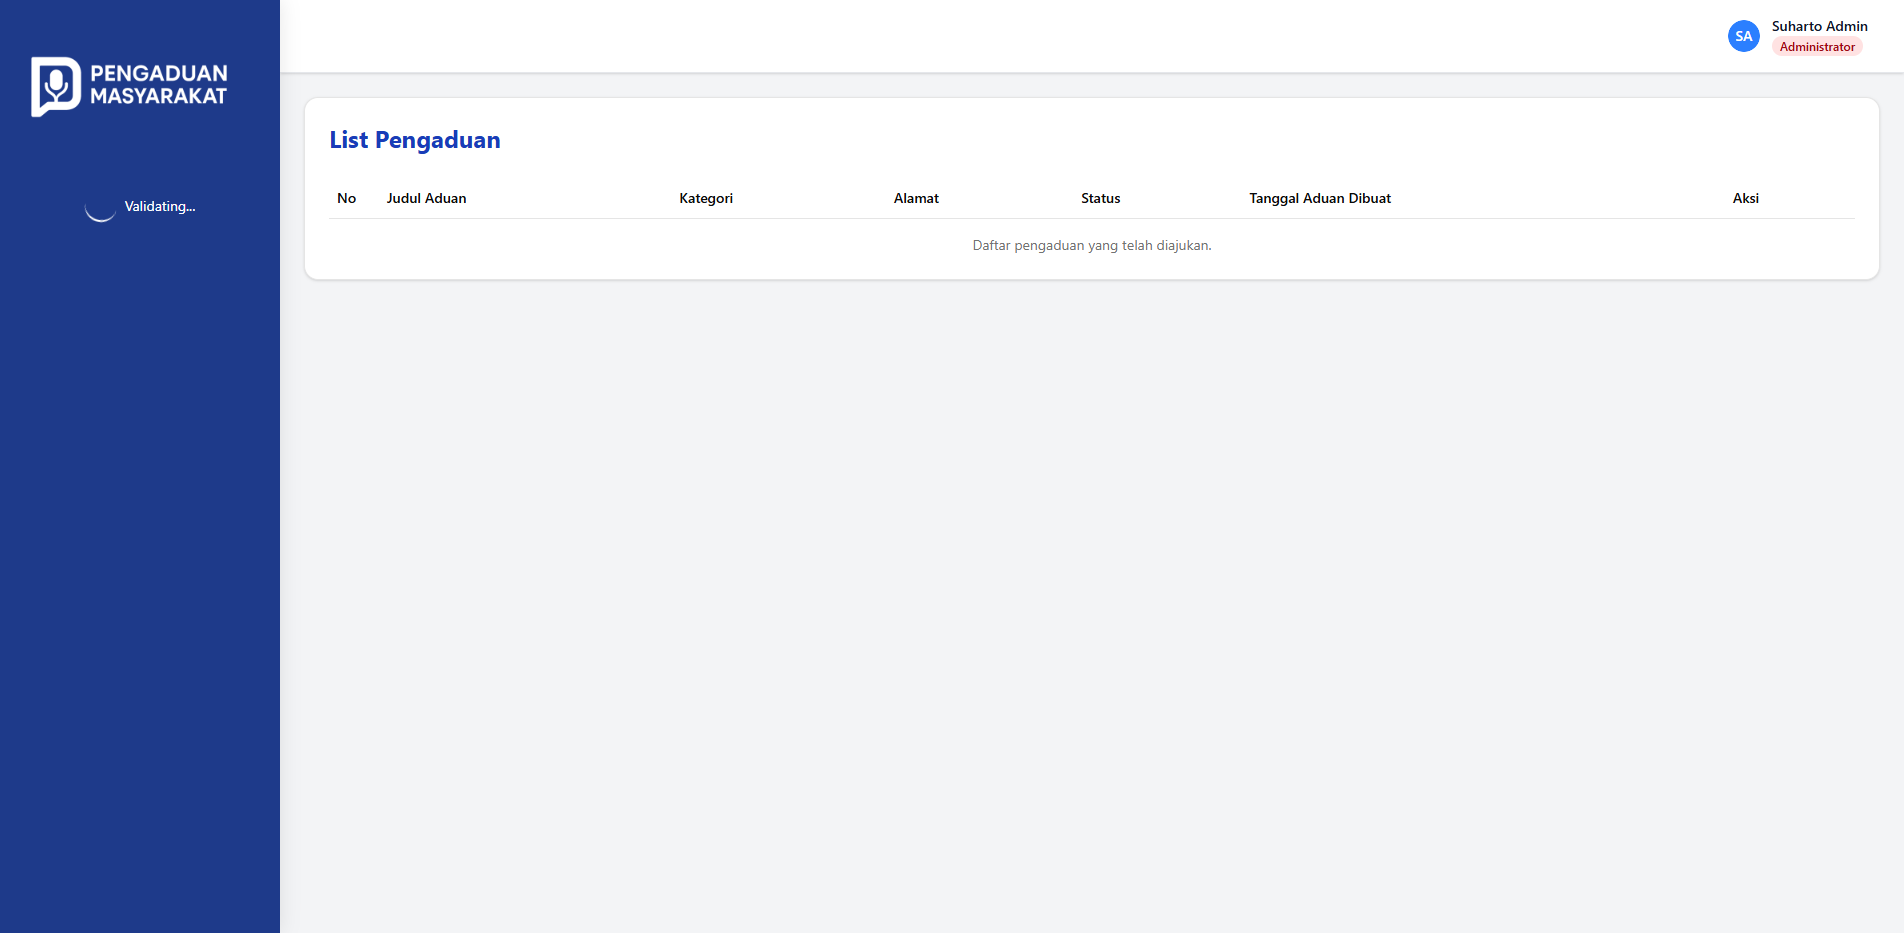 PENGADUAN
MASYARAKAT
Validating...
SA
Suharto Admin
Administrator
List Pengaduan
No Judul Aduan Kategori Alamat Status Tanggal Aduan Dibuat Aksi
Daftar pengaduan yang telah diajukan.